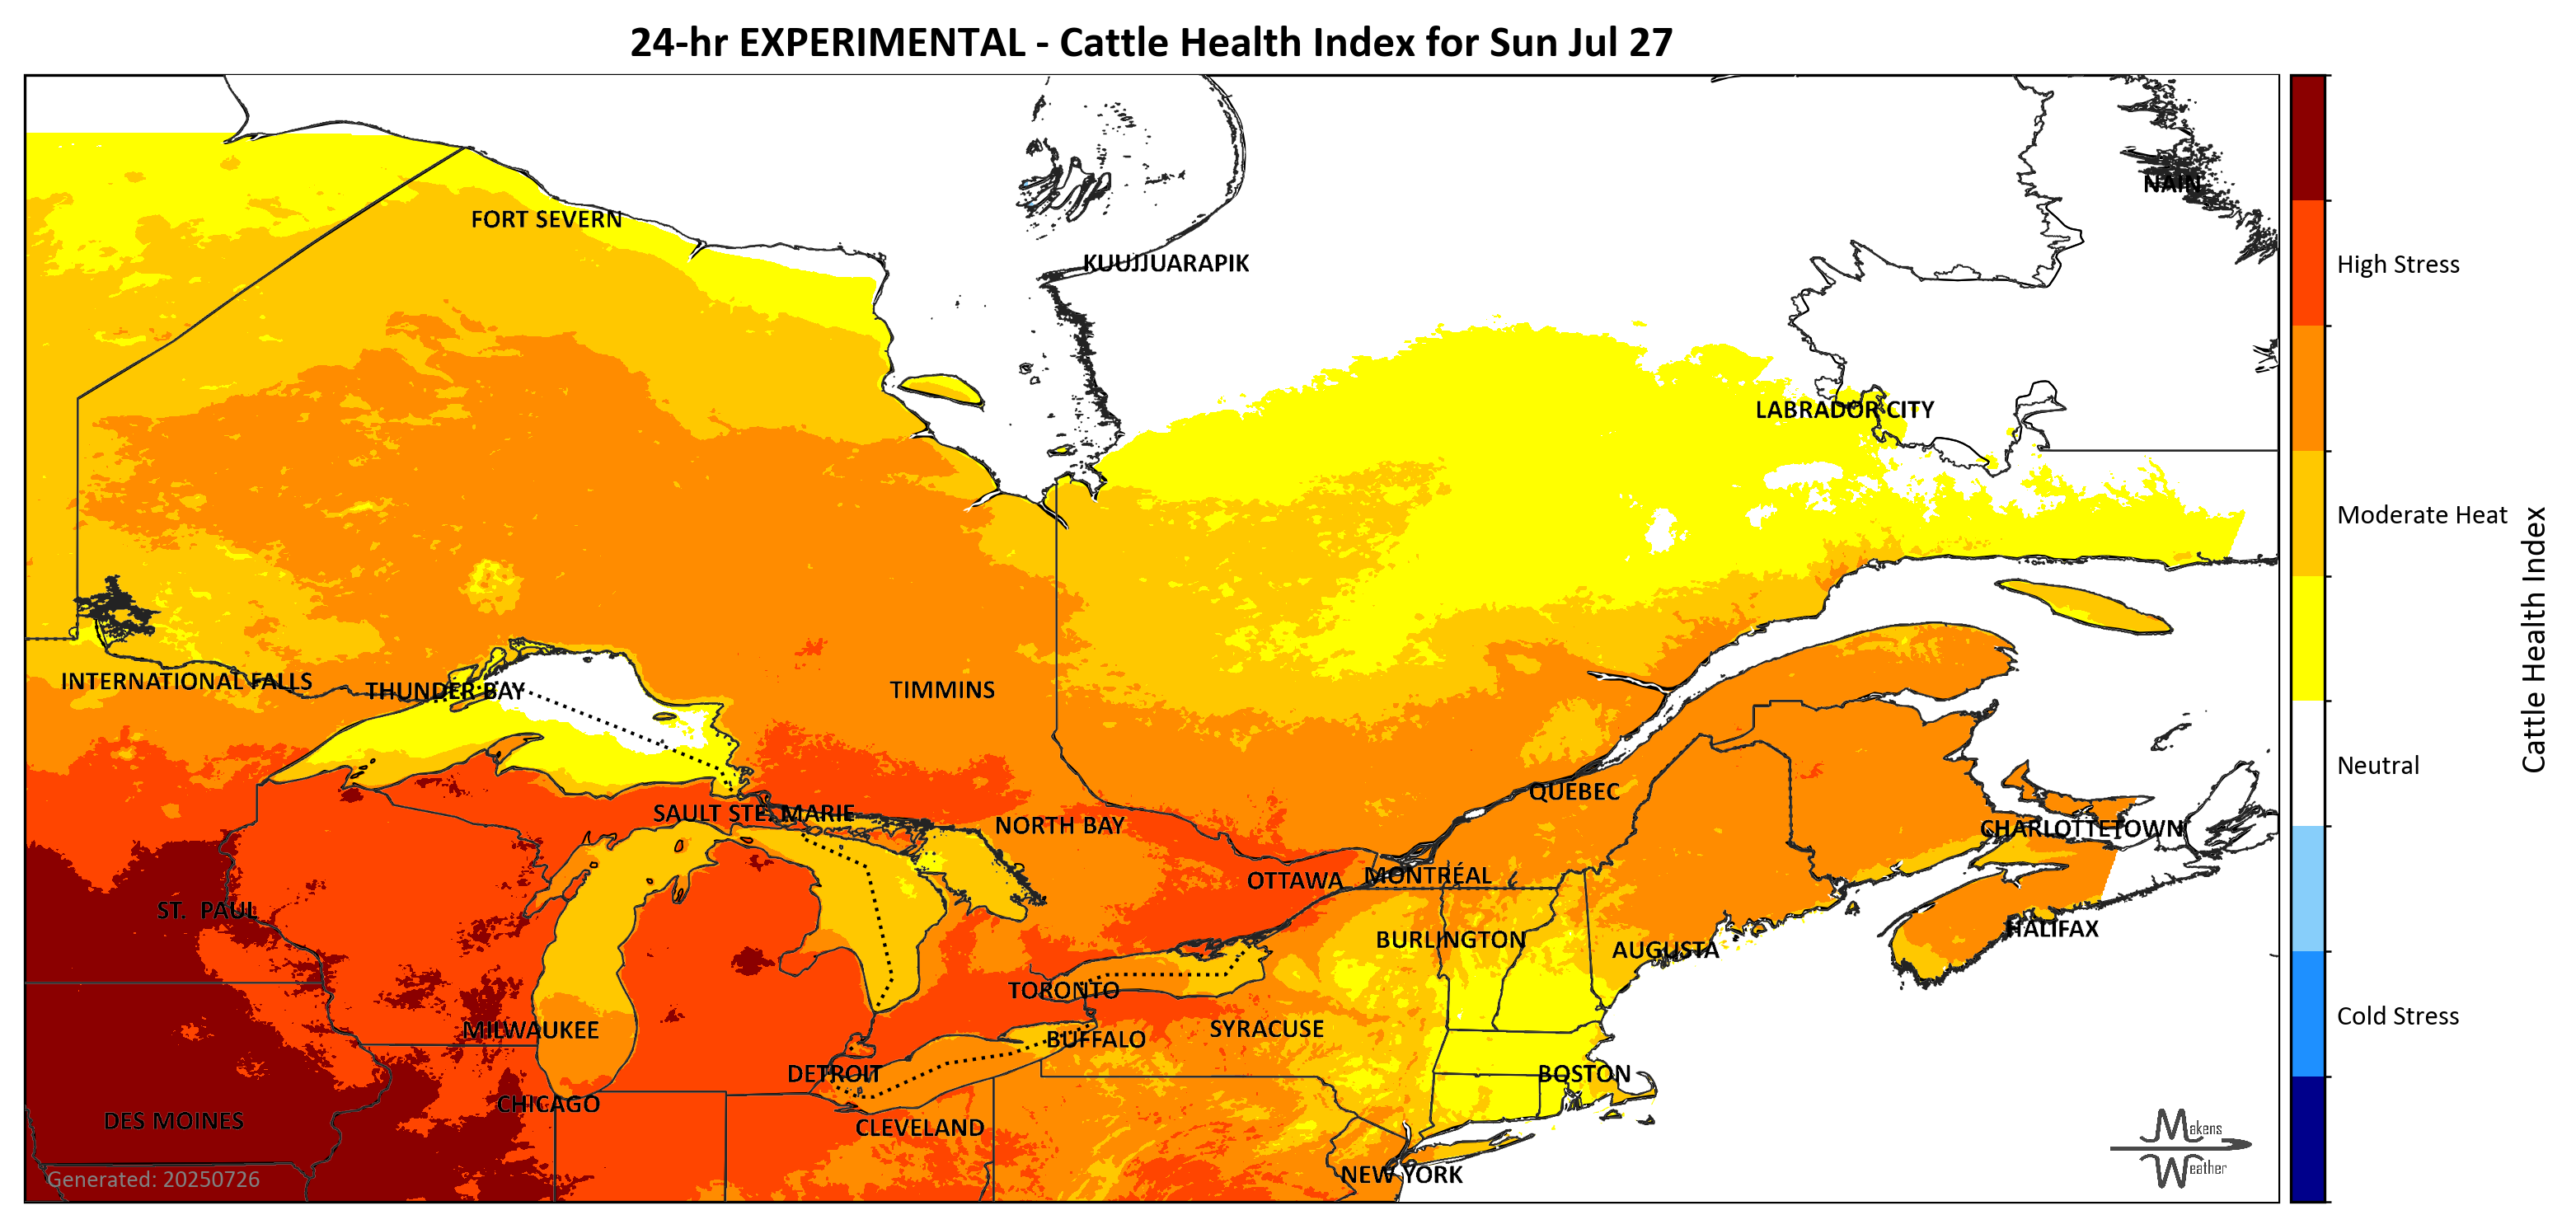 24-hr EXPERIMENTAL - Cattle Health Index for Sun Jul 27
NAIN
FORT SEVERN
KUUJJUARAPIK
High Stress
LABRADOR CITY
Moderate Heat
INTERNATIONAL FALLS
THUNDER BAY
TIMMINS
Cattle Health Index
Neutral
QUEBEC
SAULT STE. MARIE
NORTH BAY
CHARLOTTETOWN
OTTAWA
MONTRÉAL
ST. PAUL
BURLINGTON
AUGUSTA
HALIFAX
TORONTO
Cold Stress
MILWAUKEE
BUFFALO
SYRACUSE
DETROIT
BOSTON
CHICAGO
DES MOINES
CLEVELAND
Makens
Weather
NEW YORK
Generated: 20250726